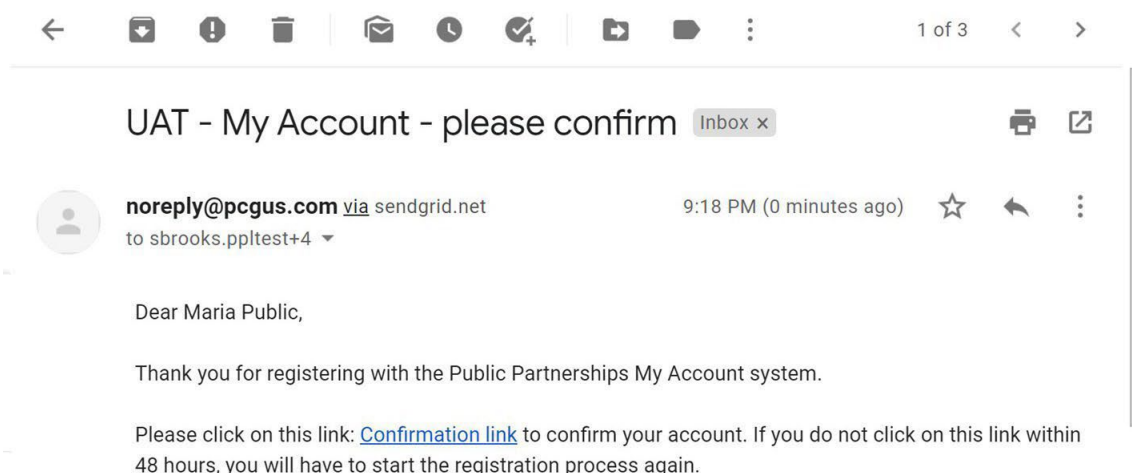 1 of 3
UAT - My Account - please confirm Inbox x
noreply@pcgus.com via sendgrid.net 9:18 PM (0 minutes ago)
to sbrooks.ppltest+4
Dear Maria Public,
Thank you for registering with the Public Partnerships My Account system.
Please click on this link: Confirmation link to confirm your account. If you do not click on this link within
48 hours, you will have to start the registration process again.